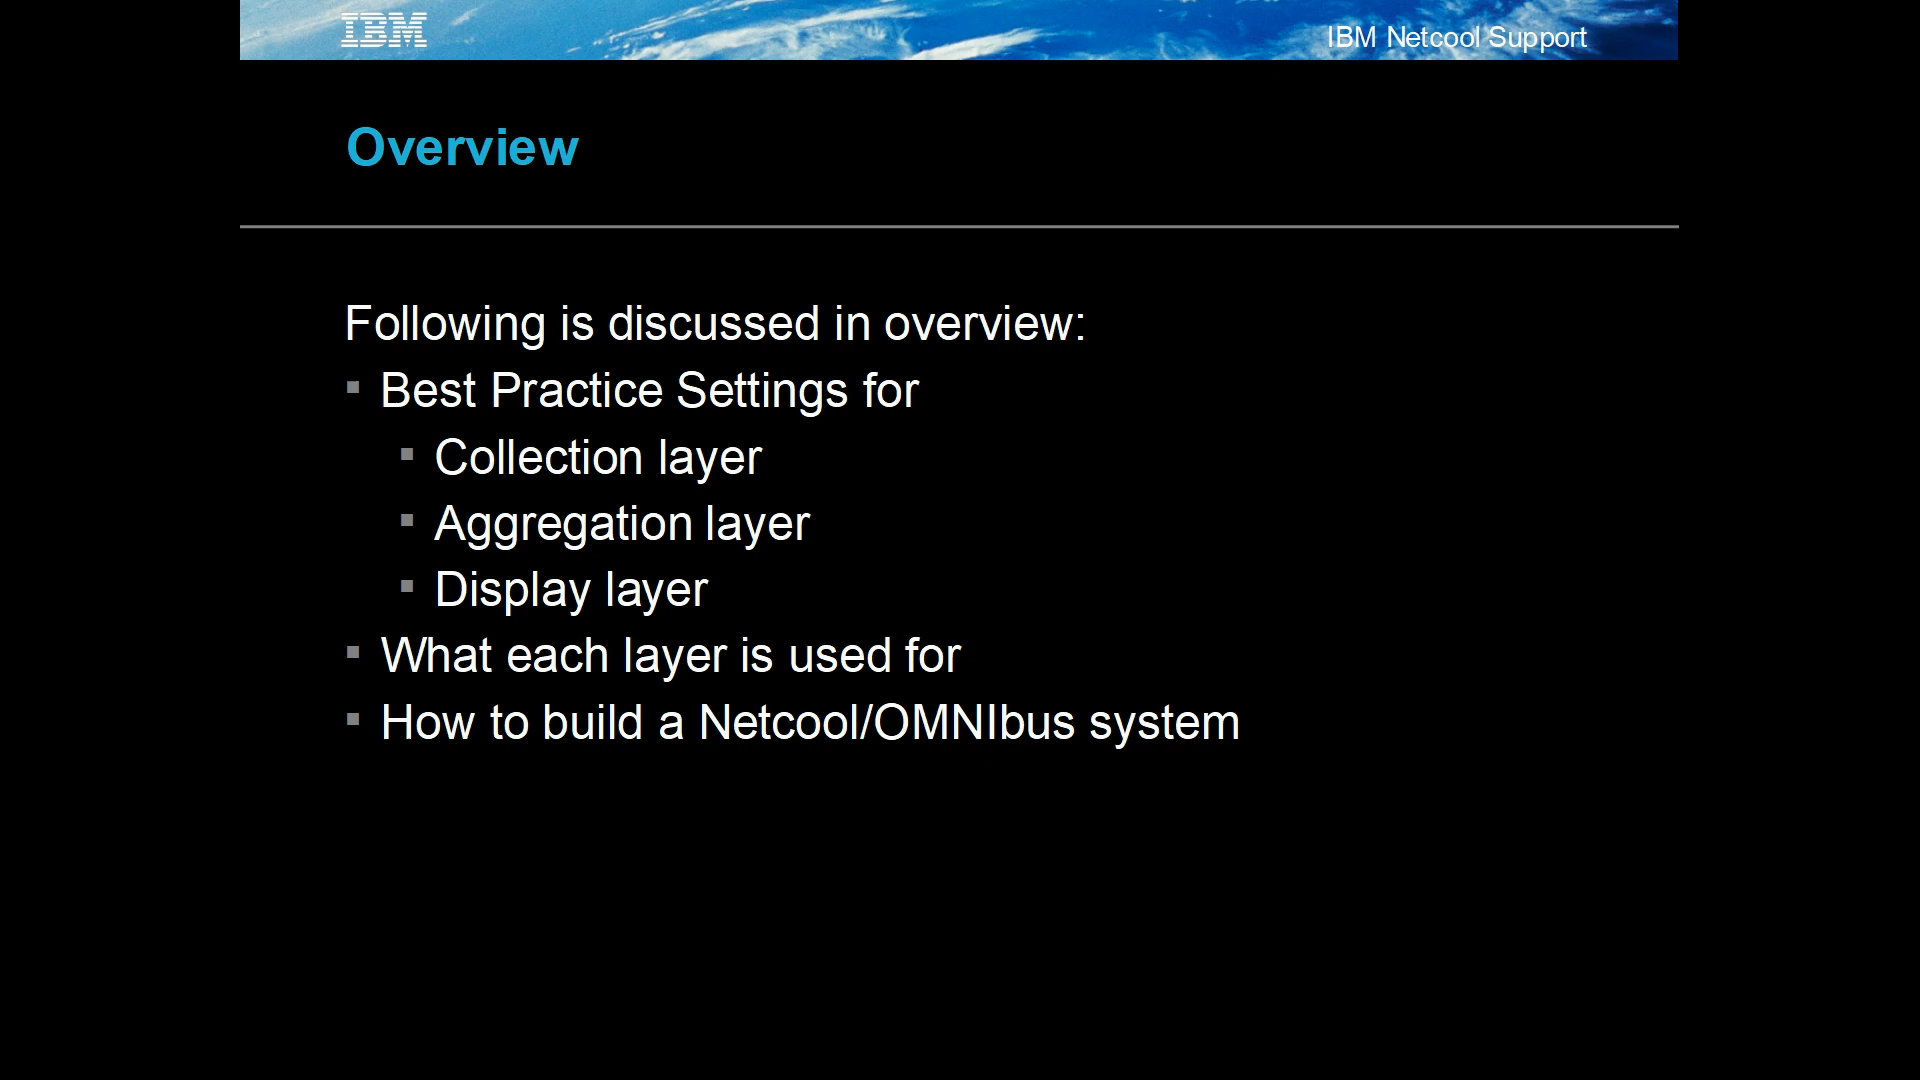 IBM
IBM Netcool Support
Overview
Following is discussed in overview:
▪ Best Practice Settings for
▪ Collection layer
▪ Aggregation layer
▪ Display layer
▪ What each layer is used for
▪ How to build a Netcool/OMNIbus system